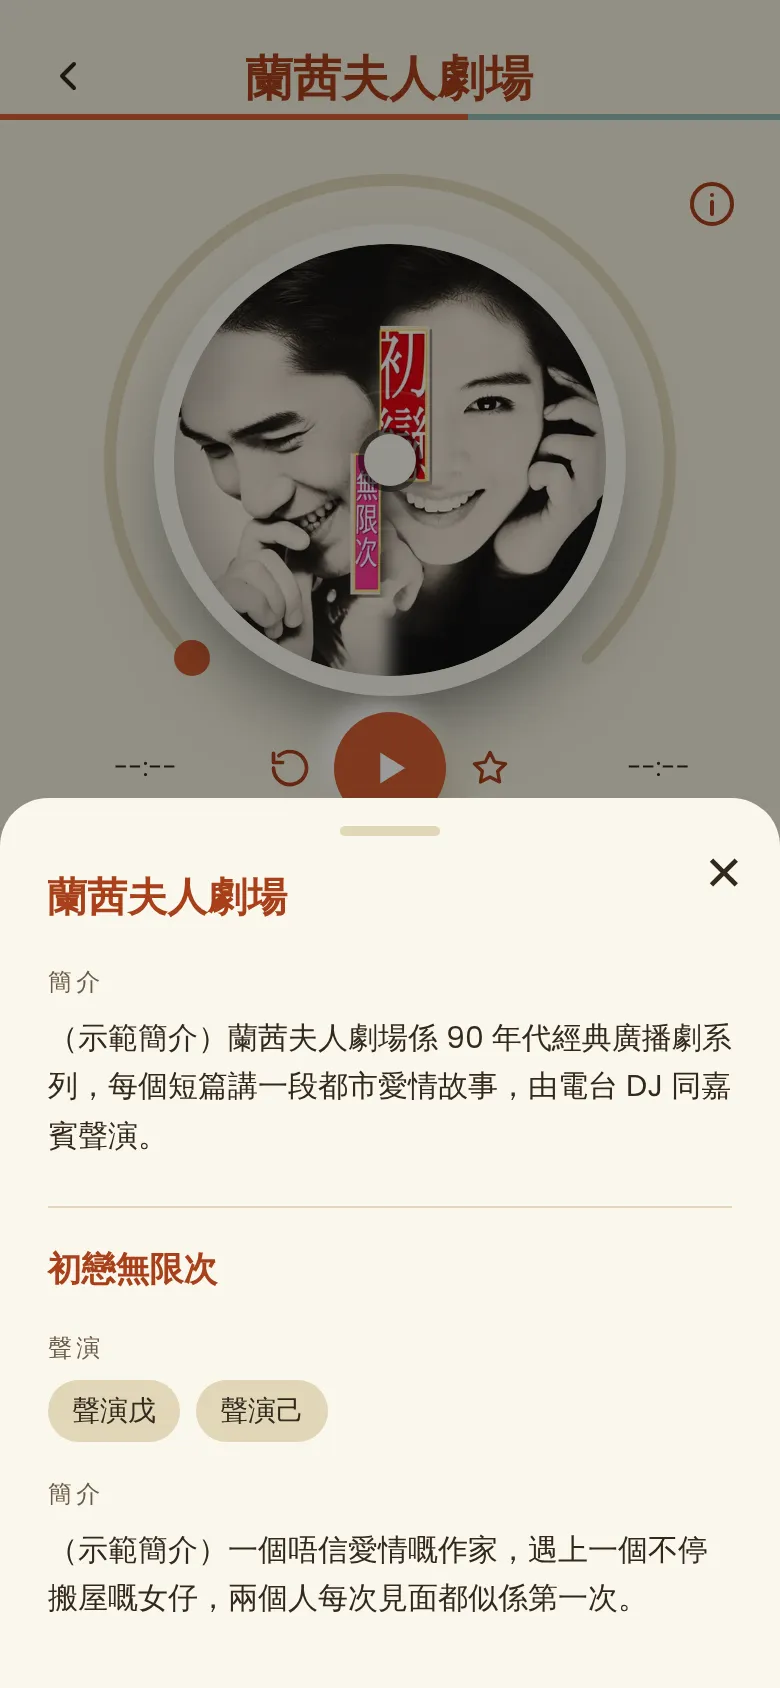 蘭茜夫人劇場
初戀
無限次
--:--
--:--
蘭茜夫人劇場
簡介
（示範簡介）蘭茜夫人劇場係 90 年代經典廣播劇系
列，每個短篇講一段都市愛情故事，由電台 DJ 同嘉
賓聲演。
初戀無限次
聲演
聲演戊
聲演己
簡介
（示範簡介）一個唔信愛情嘅作家，遇上一個不停
搬屋嘅女仔，兩個人每次見面都似係第一次。